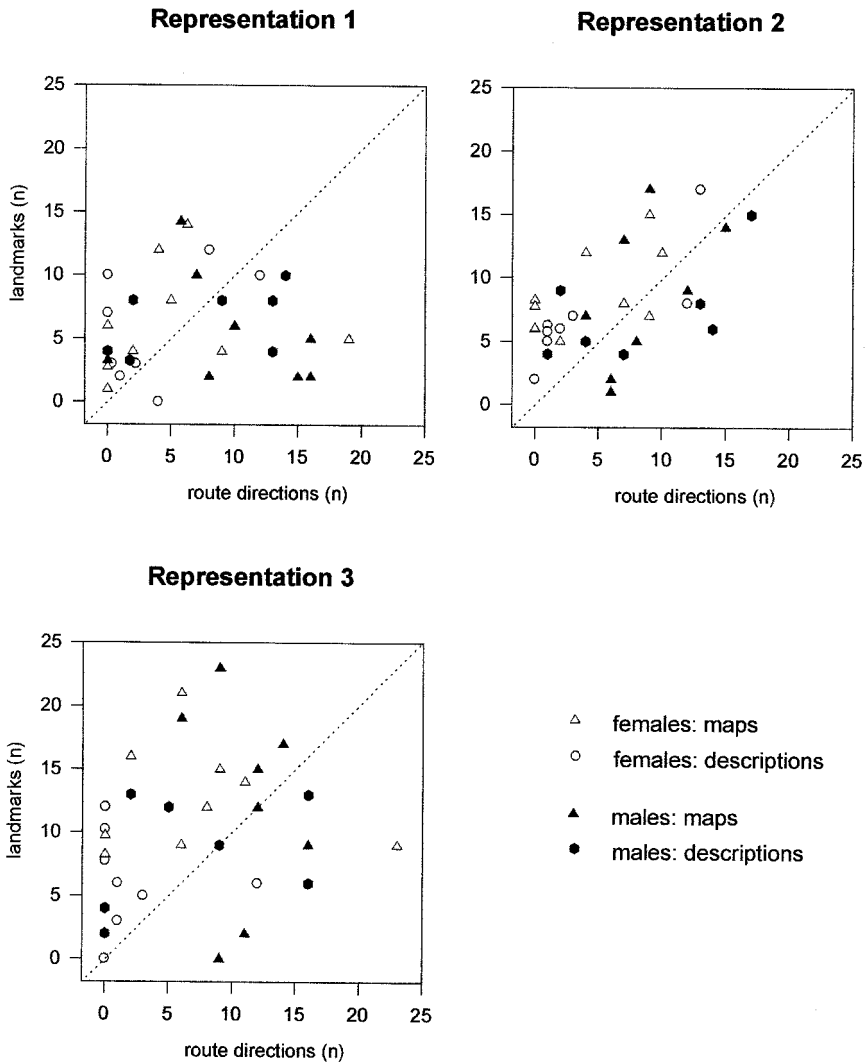 Representation 1
25
20
15
10
5
0
landmarks (n)
0 5 10 15 20 25
route directions (n)
Representation 2
25
20
15
10
5
0
0 5 10 15 20 25
route directions (n)
Representation 3
25
20
15
10
5
0
landmarks (n)
0 5 10 15 20 25
route directions (n)
females: maps
females: descriptions
males: maps
males: descriptions